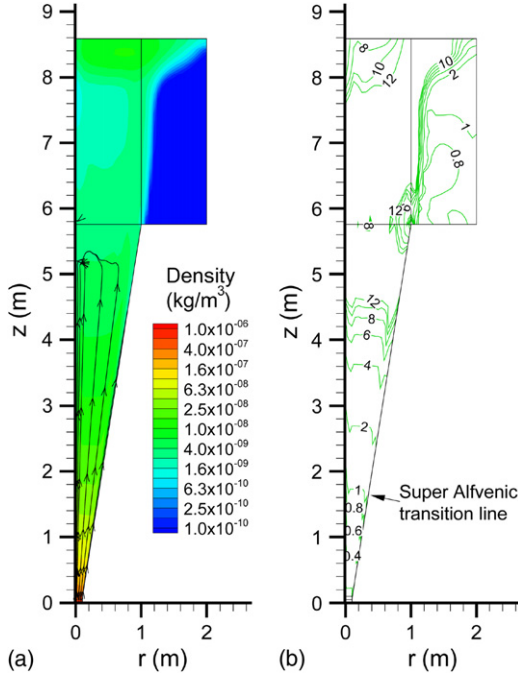 9
8
7
6
5
4
3
2
1
0
z (m)
0
1
2
r (m)
(a)
Density
(kg/m³)
1.0x10⁻⁰⁶
4.0x10⁻⁰⁷
1.6x10⁻⁰⁷
6.3x10⁻⁰⁸
2.5x10⁻⁰⁸
1.0x10⁻⁰⁸
4.0x10⁻⁰⁹
1.6x10⁻⁰⁹
6.3x10⁻¹⁰
2.5x10⁻¹⁰
1.0x10⁻¹⁰
9
8
7
6
5
4
3
2
1
0
z (m)
0
1
2
r (m)
(b)
8
10
12
10
2
1
0.8
12
8
12
8
6
4
2
1
0.8
0.6
0.4
Super Alfvenic
transition line